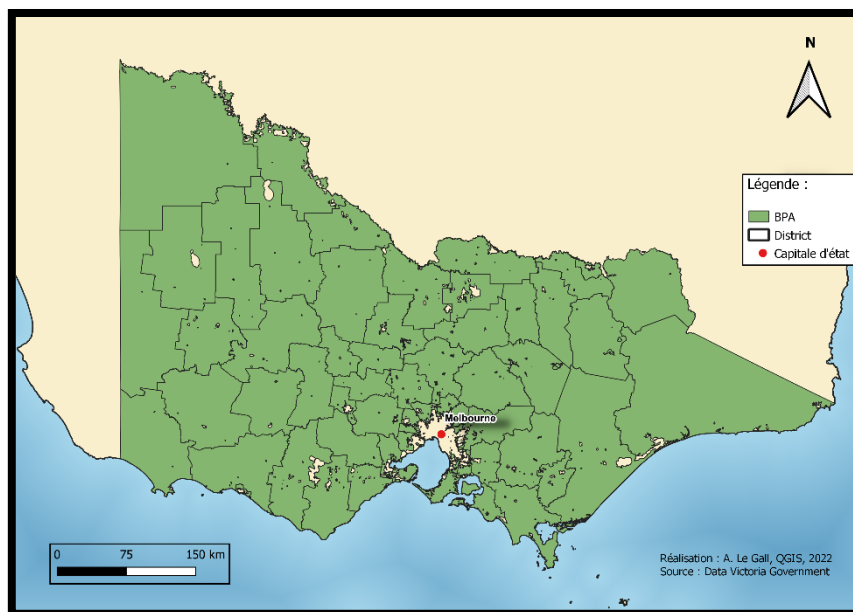 N
Légende :
BPA
District
Capitale d'état
Melbourne
0 75 150 km
Réalisation : A. Le Gall, QGIS, 2022
Source : Data Victoria Government